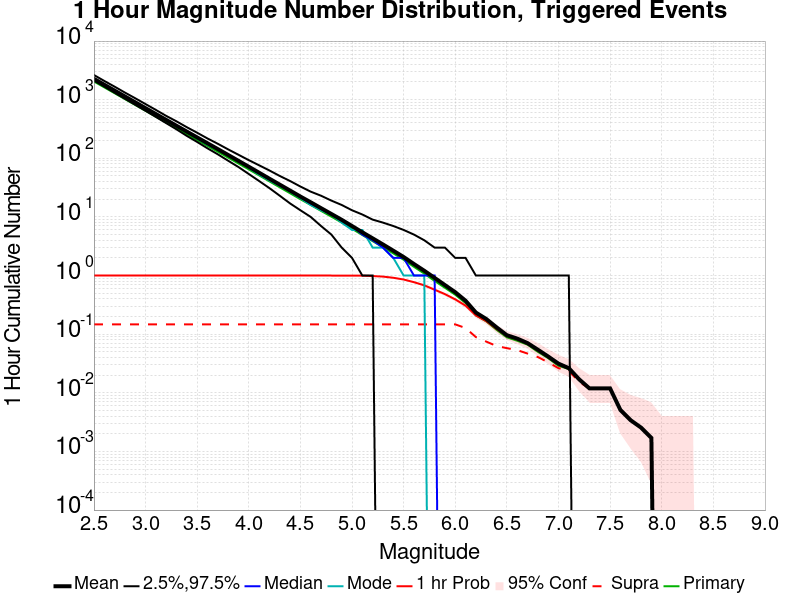 1 Hour Magnitude Number Distribution, Triggered Events
1 Hour Cumulative Number
10^4
10^3
10^2
10^1
10^0
10^-1
10^-2
10^-3
10^-4
2.5 3.0 3.5 4.0 4.5 5.0 5.5 6.0 6.5 7.0 7.5 8.0 8.5 9.0
Magnitude
Mean 2.5%,97.5% Median Mode 1 hr Prob 95% Conf Supra Primary